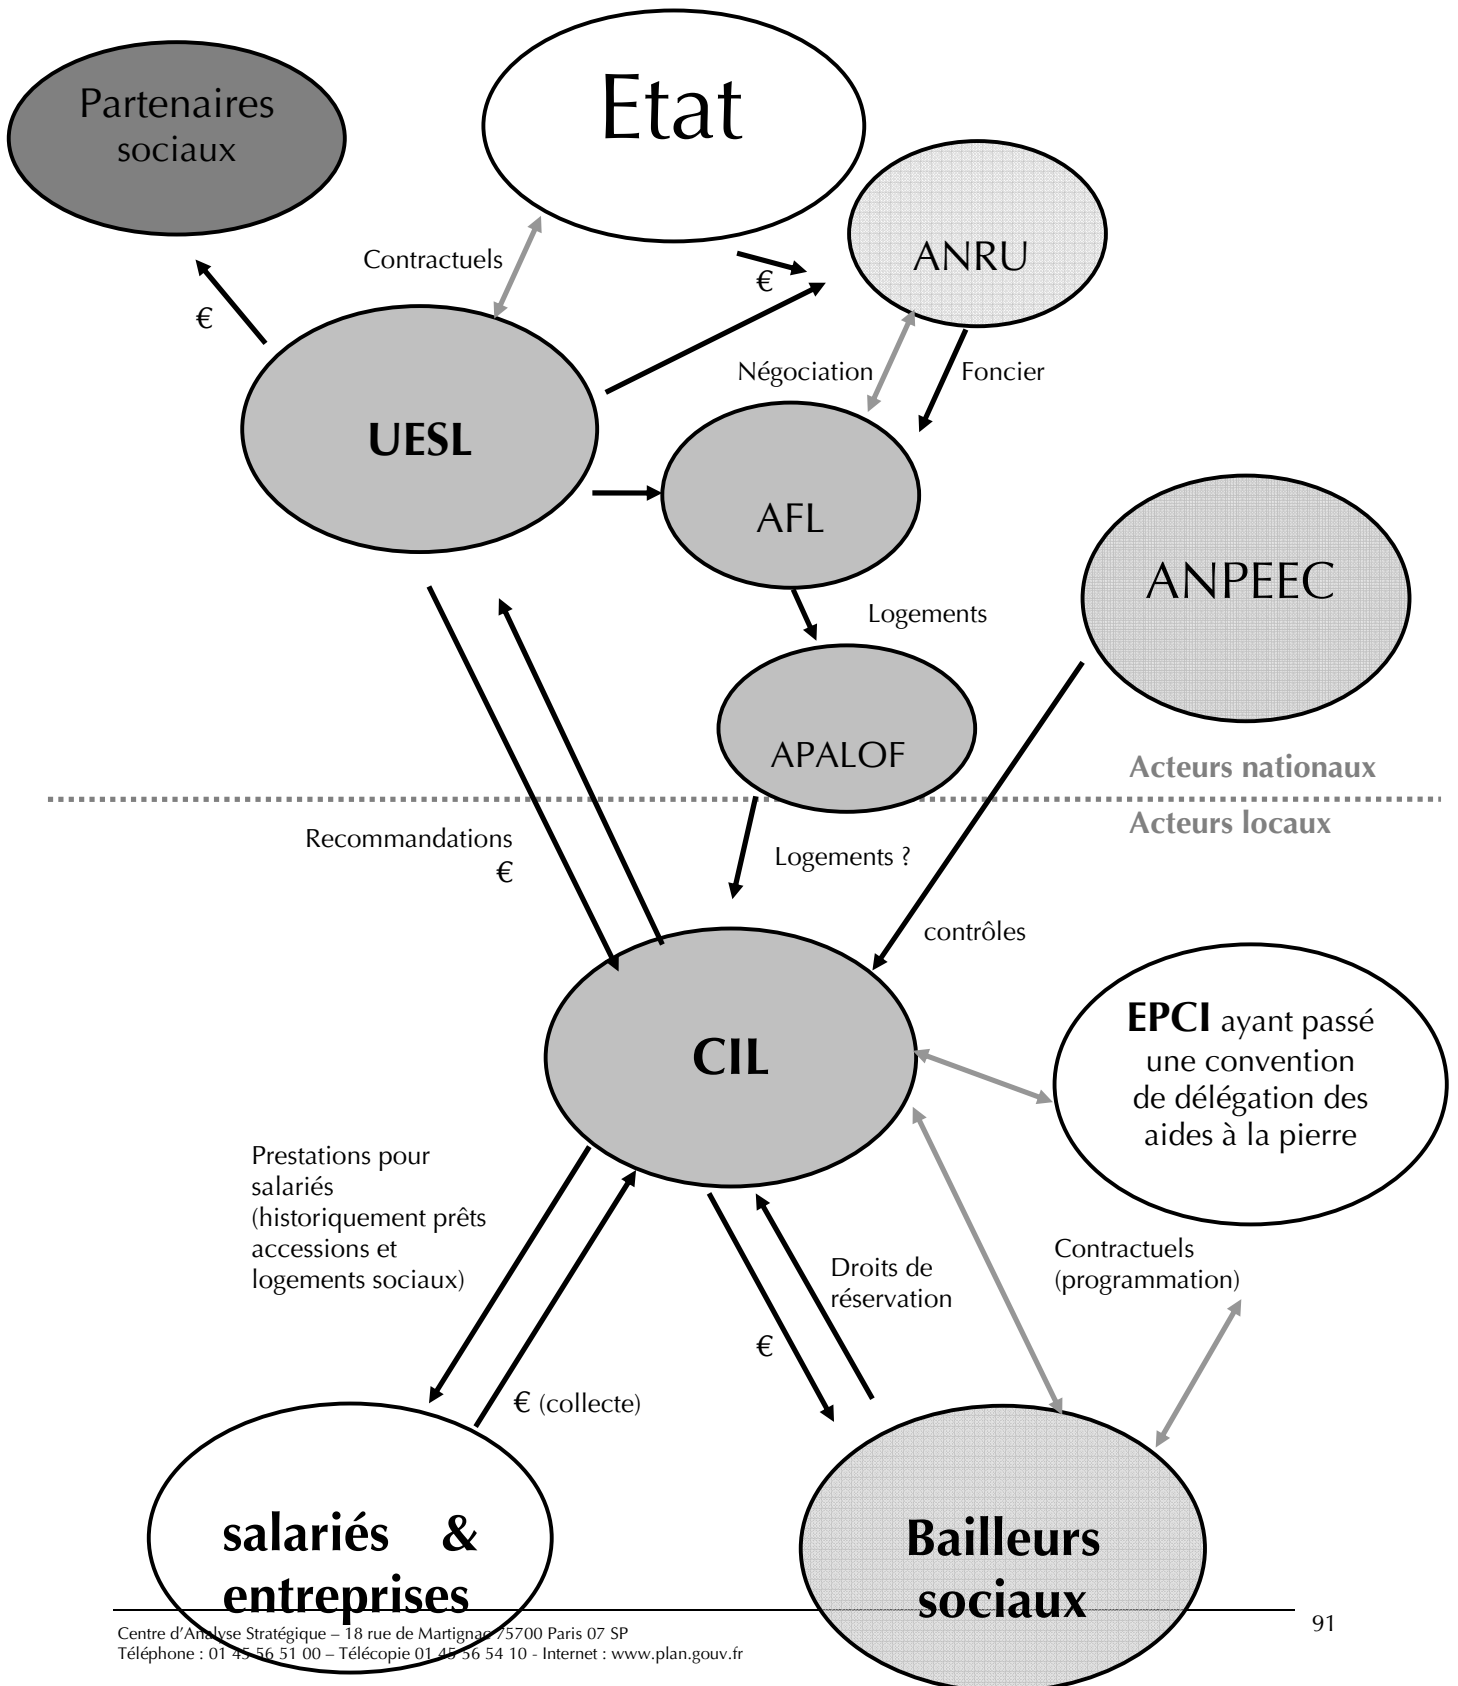 Partenaires
sociaux
Etat
ANRU
Contractuels
€
€
Négociation
Foncier
UESL
AFL
ANPEEC
Logements
APALOF
Acteurs nationaux
Acteurs locaux
Recommandations
€
Logements ?
contrôles
EPCI ayant passé
une convention
de délégation des
aides à la pierre
CIL
Prestations pour
salariés
(historiquement prêts
accessions et
logements sociaux)
Droits de
réservation
Contractuels
(programmation)
€
€ (collecte)
salariés &
entreprises
Bailleurs
sociaux
Centre d'Analyse Stratégique – 18 rue de Martignac 75700 Paris 07 SP
Téléphone : 01 45 56 51 00 – Télécopie 01 45 56 54 10 - Internet : www.plan.gouv.fr
91